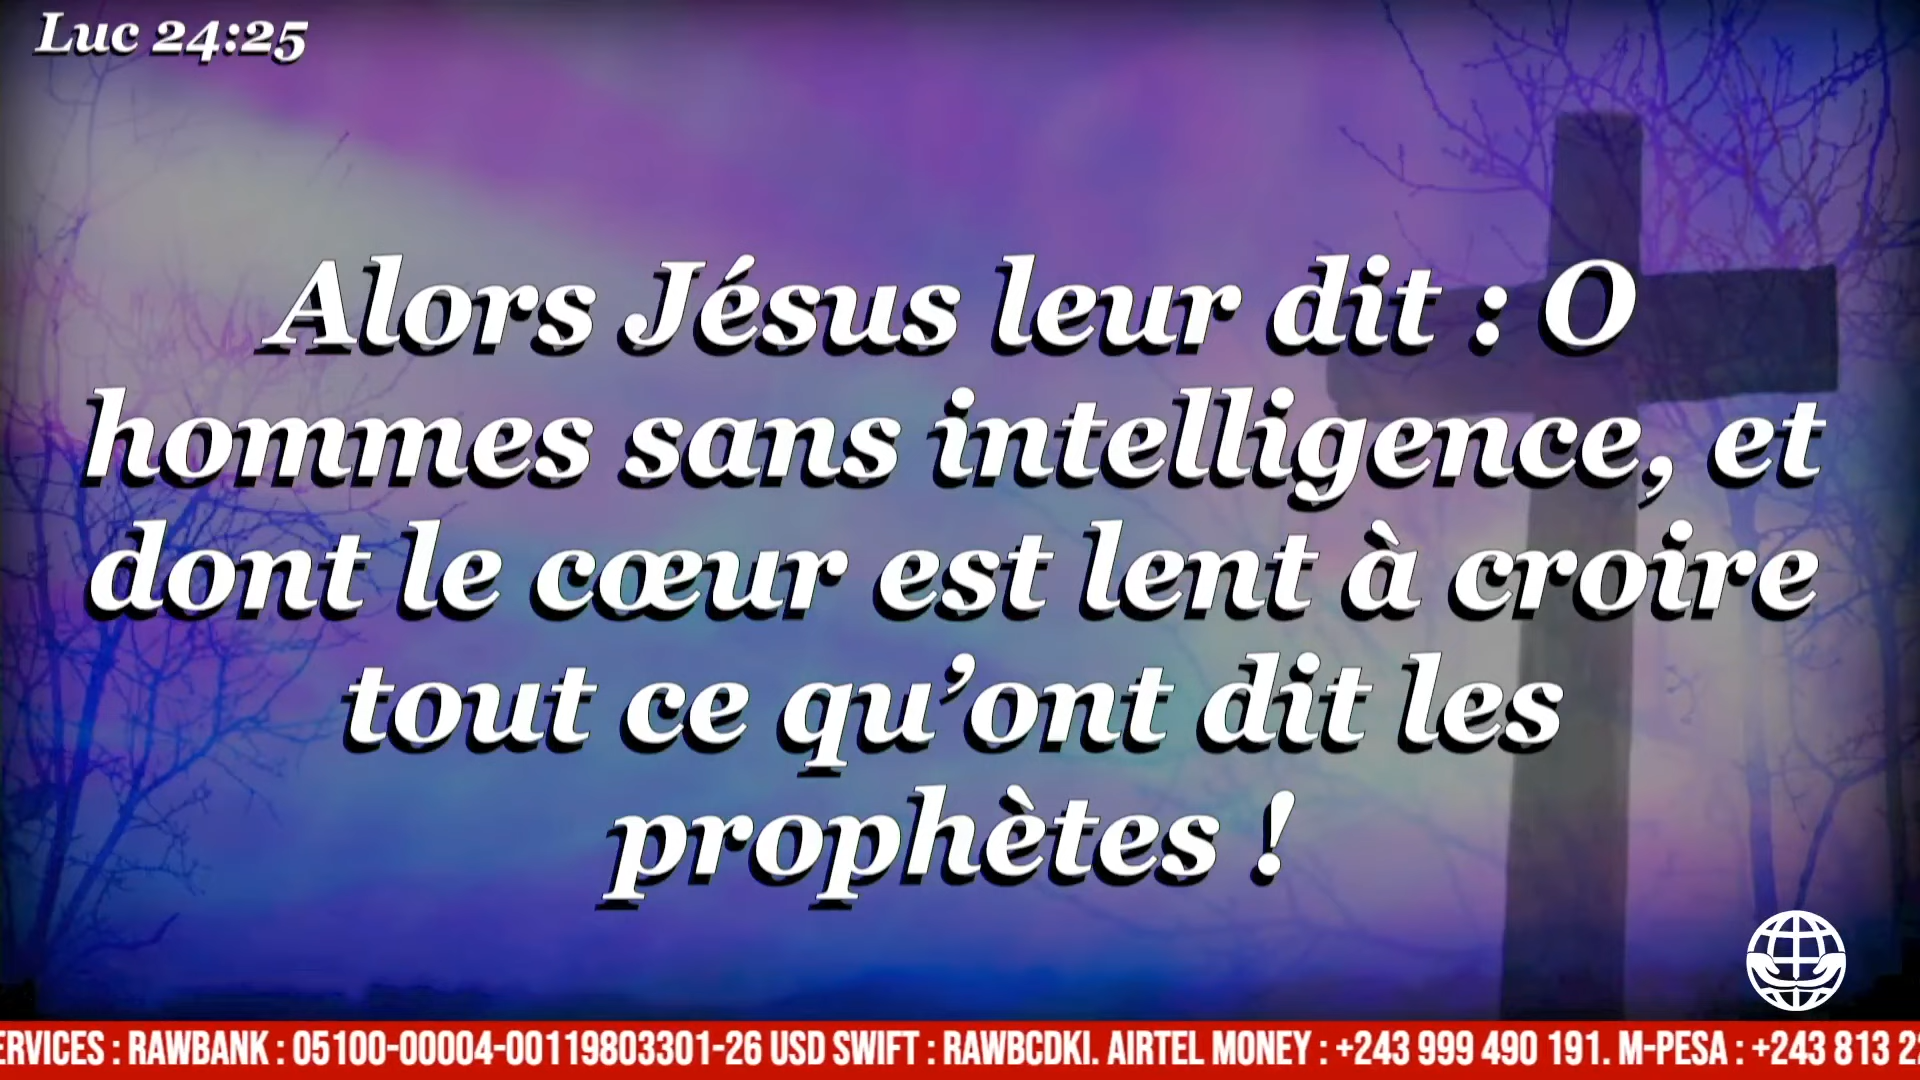 Luc 24:25
Alors Jésus leur dit : O
hommes sans intelligence, et
dont le cœur est lent à croire
tout ce qu’ont dit les
prophètes !
ERVICES : RAWBANK : 05100-00004-00119803301-26 USD SWIFT : RAWBCDKI. AIRTEL MONEY : +243 999 490 191. M-PESA : +243 813 2